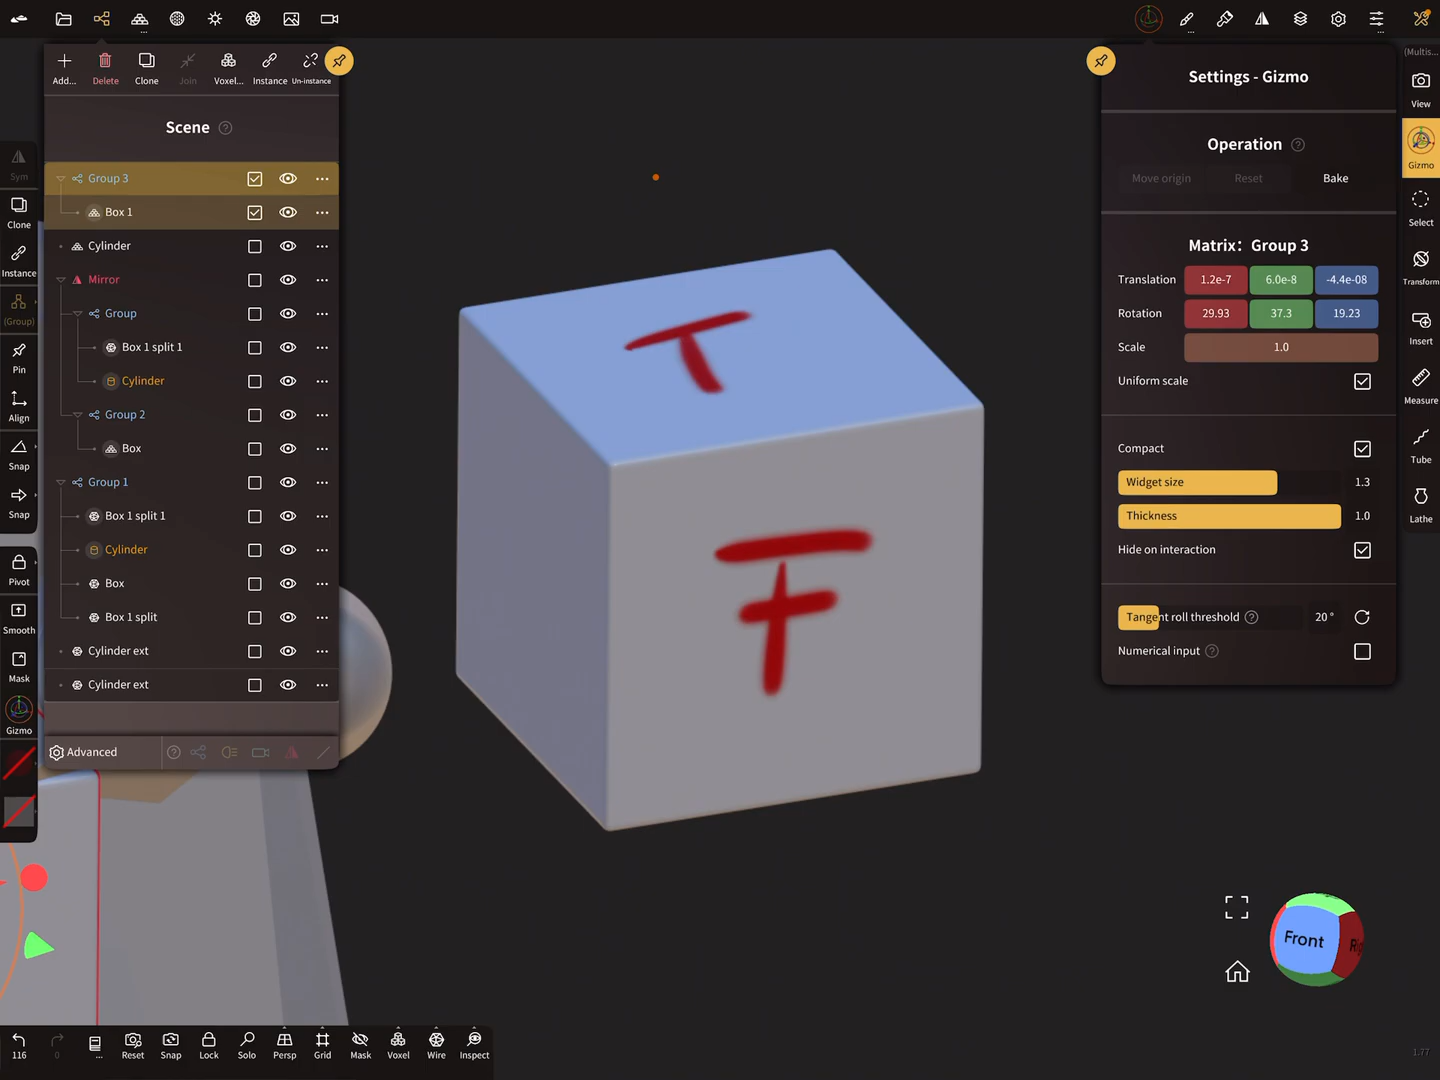 Add...
Delete
Clone
Join
Voxel...
Instance
Un-instance
Scene
Group 3
Box 1
Cylinder
Mirror
Group
Box 1 split 1
Cylinder
Group 2
Box
Group 1
Box 1 split 1
Cylinder
Box
Box 1 split
Cylinder ext
Cylinder ext
Advanced
Sym
Clone
Instance
(Group)
Pin
Align
Snap
Snap
Pivot
Smooth
Mask
Gizmo
T
F
Settings - Gizmo
Operation
Move origin Reset Bake
Matrix: Group 3
Translation 1.2e-7 6.0e-8 -4.4e-08
Rotation 29.93 37.3 19.23
Scale 1.0
Uniform scale
Compact
Widget size 1.3
Thickness 1.0
Hide on interaction
Tangent roll threshold 20 °
Numerical input
(Multis...
View
Gizmo
Select
Transform
Insert
Measure
Tube
Lathe
Front
Rig
116
0
...
Reset
Snap
Lock
Solo
Persp
Grid
Mask
Voxel
Wire
Inspect
1.77